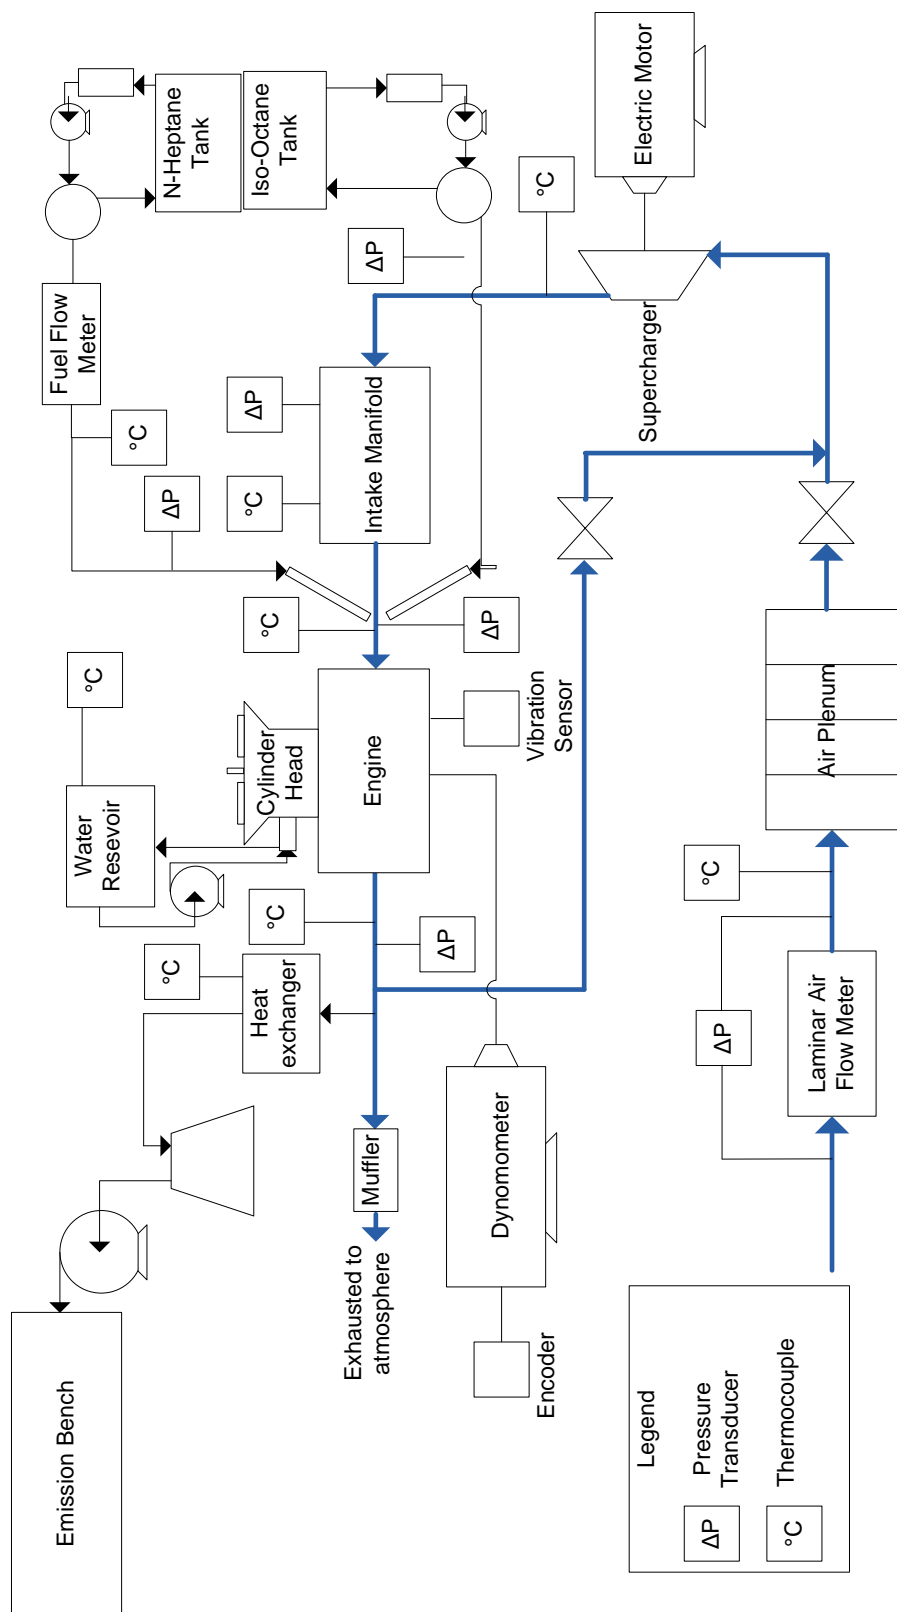 Emission Bench
Water
Resevoir
°C
Fuel Flow
Meter
°C
N-Heptane
Tank
°C
ΔP
Iso-Octane
Tank
Heat
exchanger
°C
Cylinder
Head
°C
°C
ΔP
Exhausted to
atmosphere
Muffler
Engine
Intake Manifold
ΔP
ΔP
ΔP
Dynomometer
Encoder
Vibration
Sensor
°C
Supercharger
Electric Motor
Legend
ΔP
Pressure
Transducer
°C
Thermocouple
ΔP
°C
Laminar Air
Flow Meter
Air Plenum